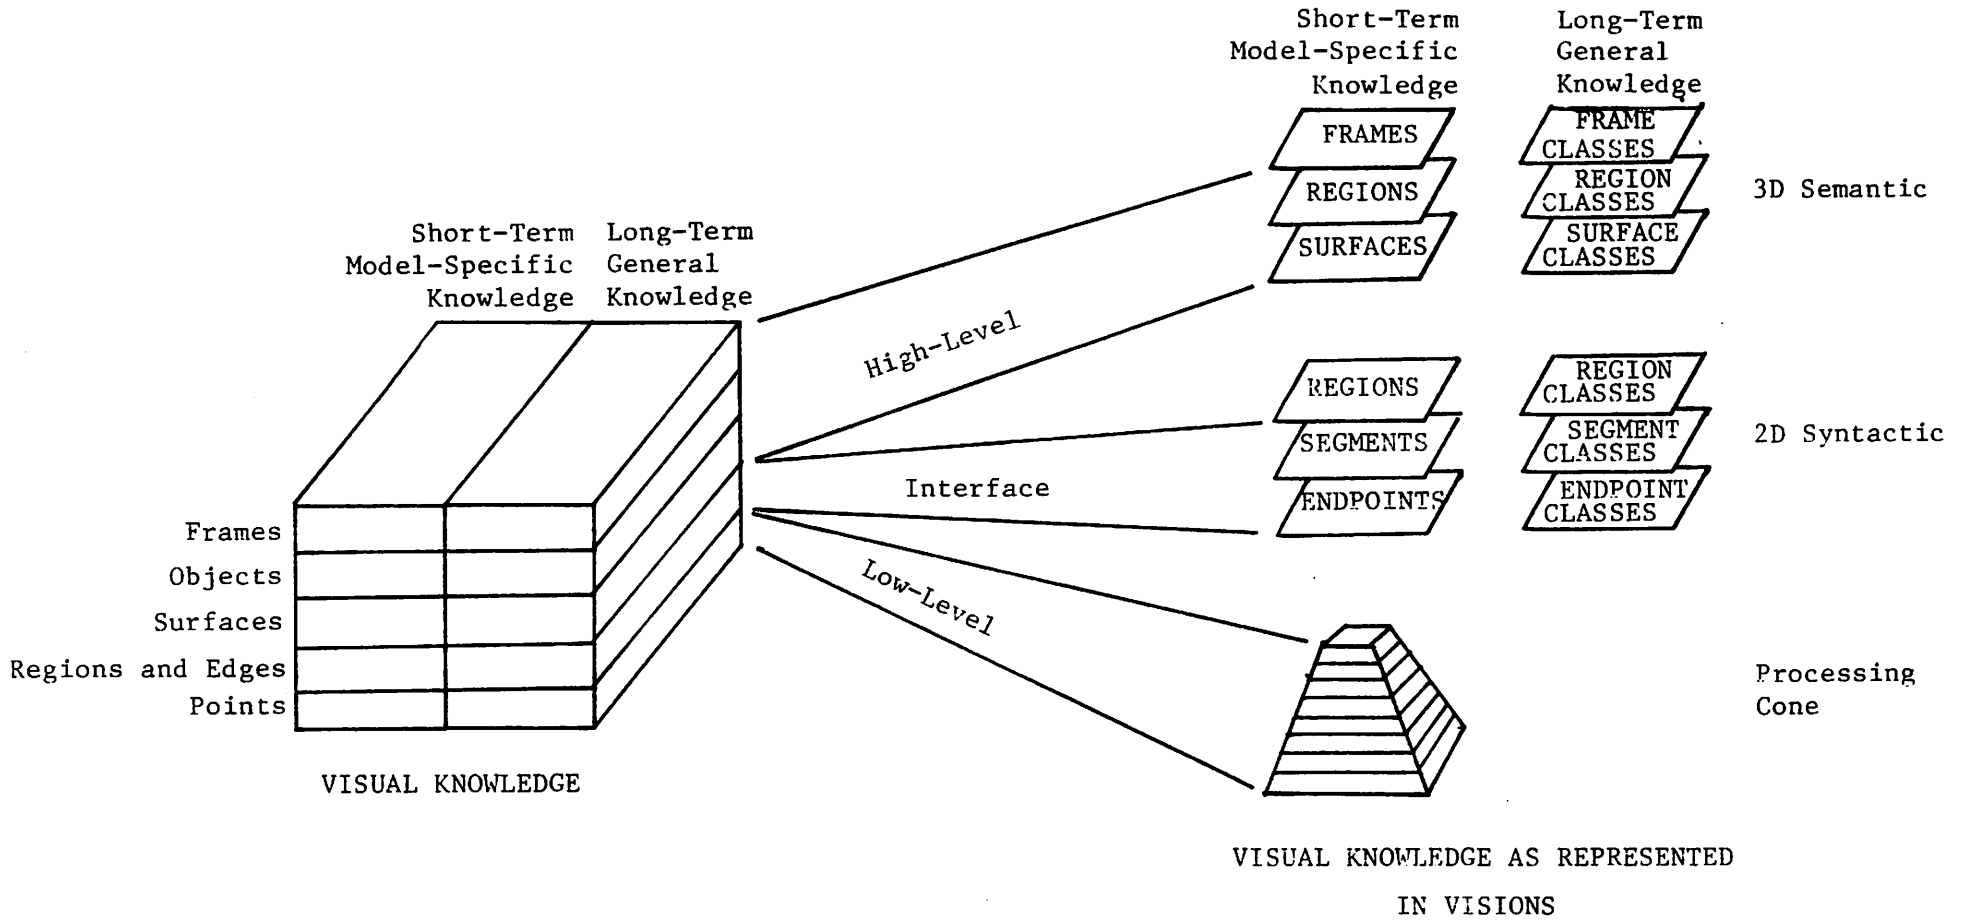 Short-Term
Model-Specific
Knowledge
Long-Term
General
Knowledge
FRAMES
REGIONS
SURFACES
FRAME
CLASSES
REGION
CLASSES
SURFACE
CLASSES
3D Semantic
Short-Term
Model-Specific
Knowledge
Long-Term
General
Knowledge
High-Level
REGIONS
SEGMENTS
ENDPOINTS
REGION
CLASSES
SEGMENT
CLASSES
ENDPOINT
CLASSES
2D Syntactic
Interface
Frames
Objects
Surfaces
Regions and Edges
Points
Low-Level
Processing
Cone
VISUAL KNOWLEDGE
VISUAL KNOWLEDGE AS REPRESENTED
IN VISIONS